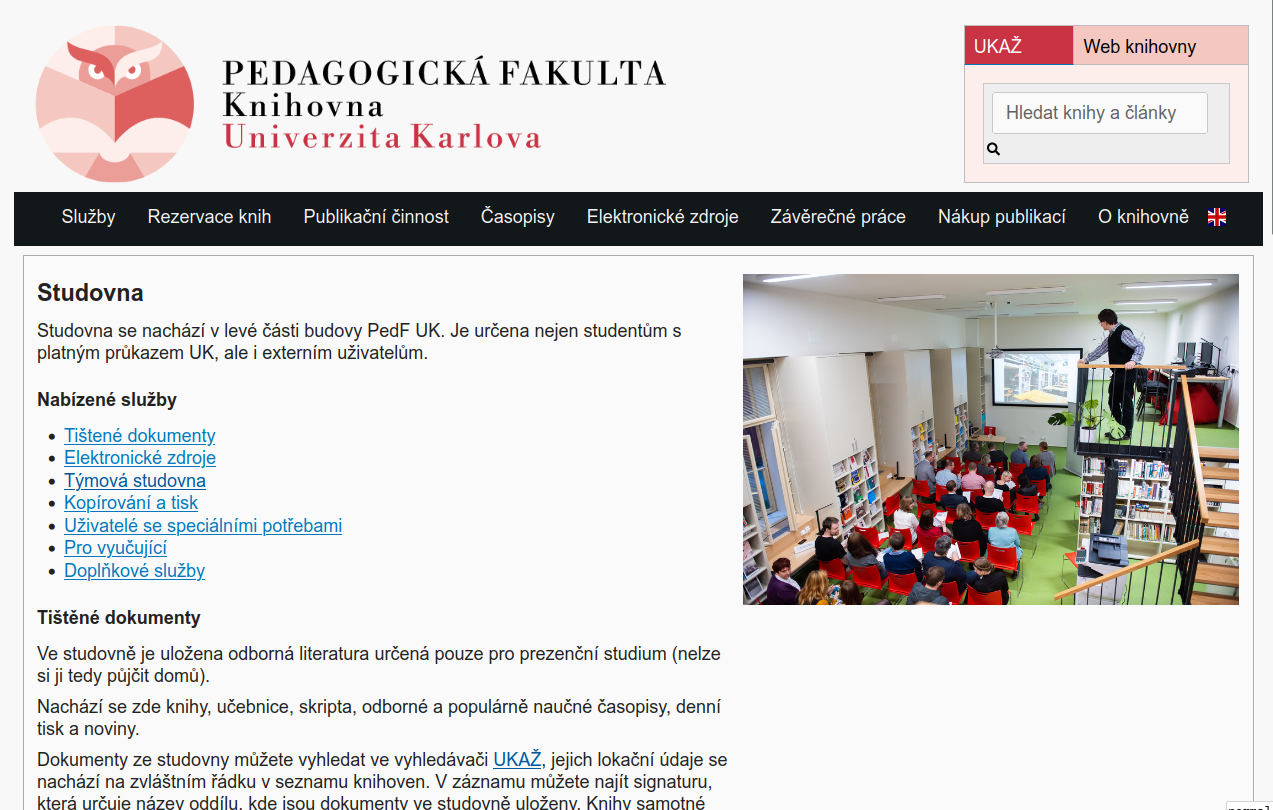 PEDAGOGICKÁ FAKULTA
Knihovna
Univerzita Karlova
UKAŽ
Web knihovny
Hledat knihy a články
Služby
Rezervace knih
Publikační činnost
Časopisy
Elektronické zdroje
Závěrečné práce
Nákup publikací
O knihovně
Studovna
Studovna se nachází v levé části budovy PedF UK. Je určena nejen studentům s
platným průkazem UK, ale i externím uživatelům.
Nabízené služby
Tištené dokumenty
Elektronické zdroje
Týmová studovna
Kopírování a tisk
Uživatelé se speciálními potřebami
Pro vyučující
Doplňkové služby
Tištěné dokumenty
Ve studovně je uložena odborná literatura určená pouze pro prezenční studium (nelze
si ji tedy půjčit domů).
Nachází se zde knihy, učebnice, skripta, odborné a populárně naučné časopisy, denní
tisk a noviny.
Dokumenty ze studovny můžete vyhledat ve vyhledávači UKAŽ, jejich lokační údaje se
nachází na zvláštním řádku v seznamu knihoven. V záznamu můžete najít signaturu,
která určuje název oddílu, kde jsou dokumenty ve studovně uloženy. Knihy samotné